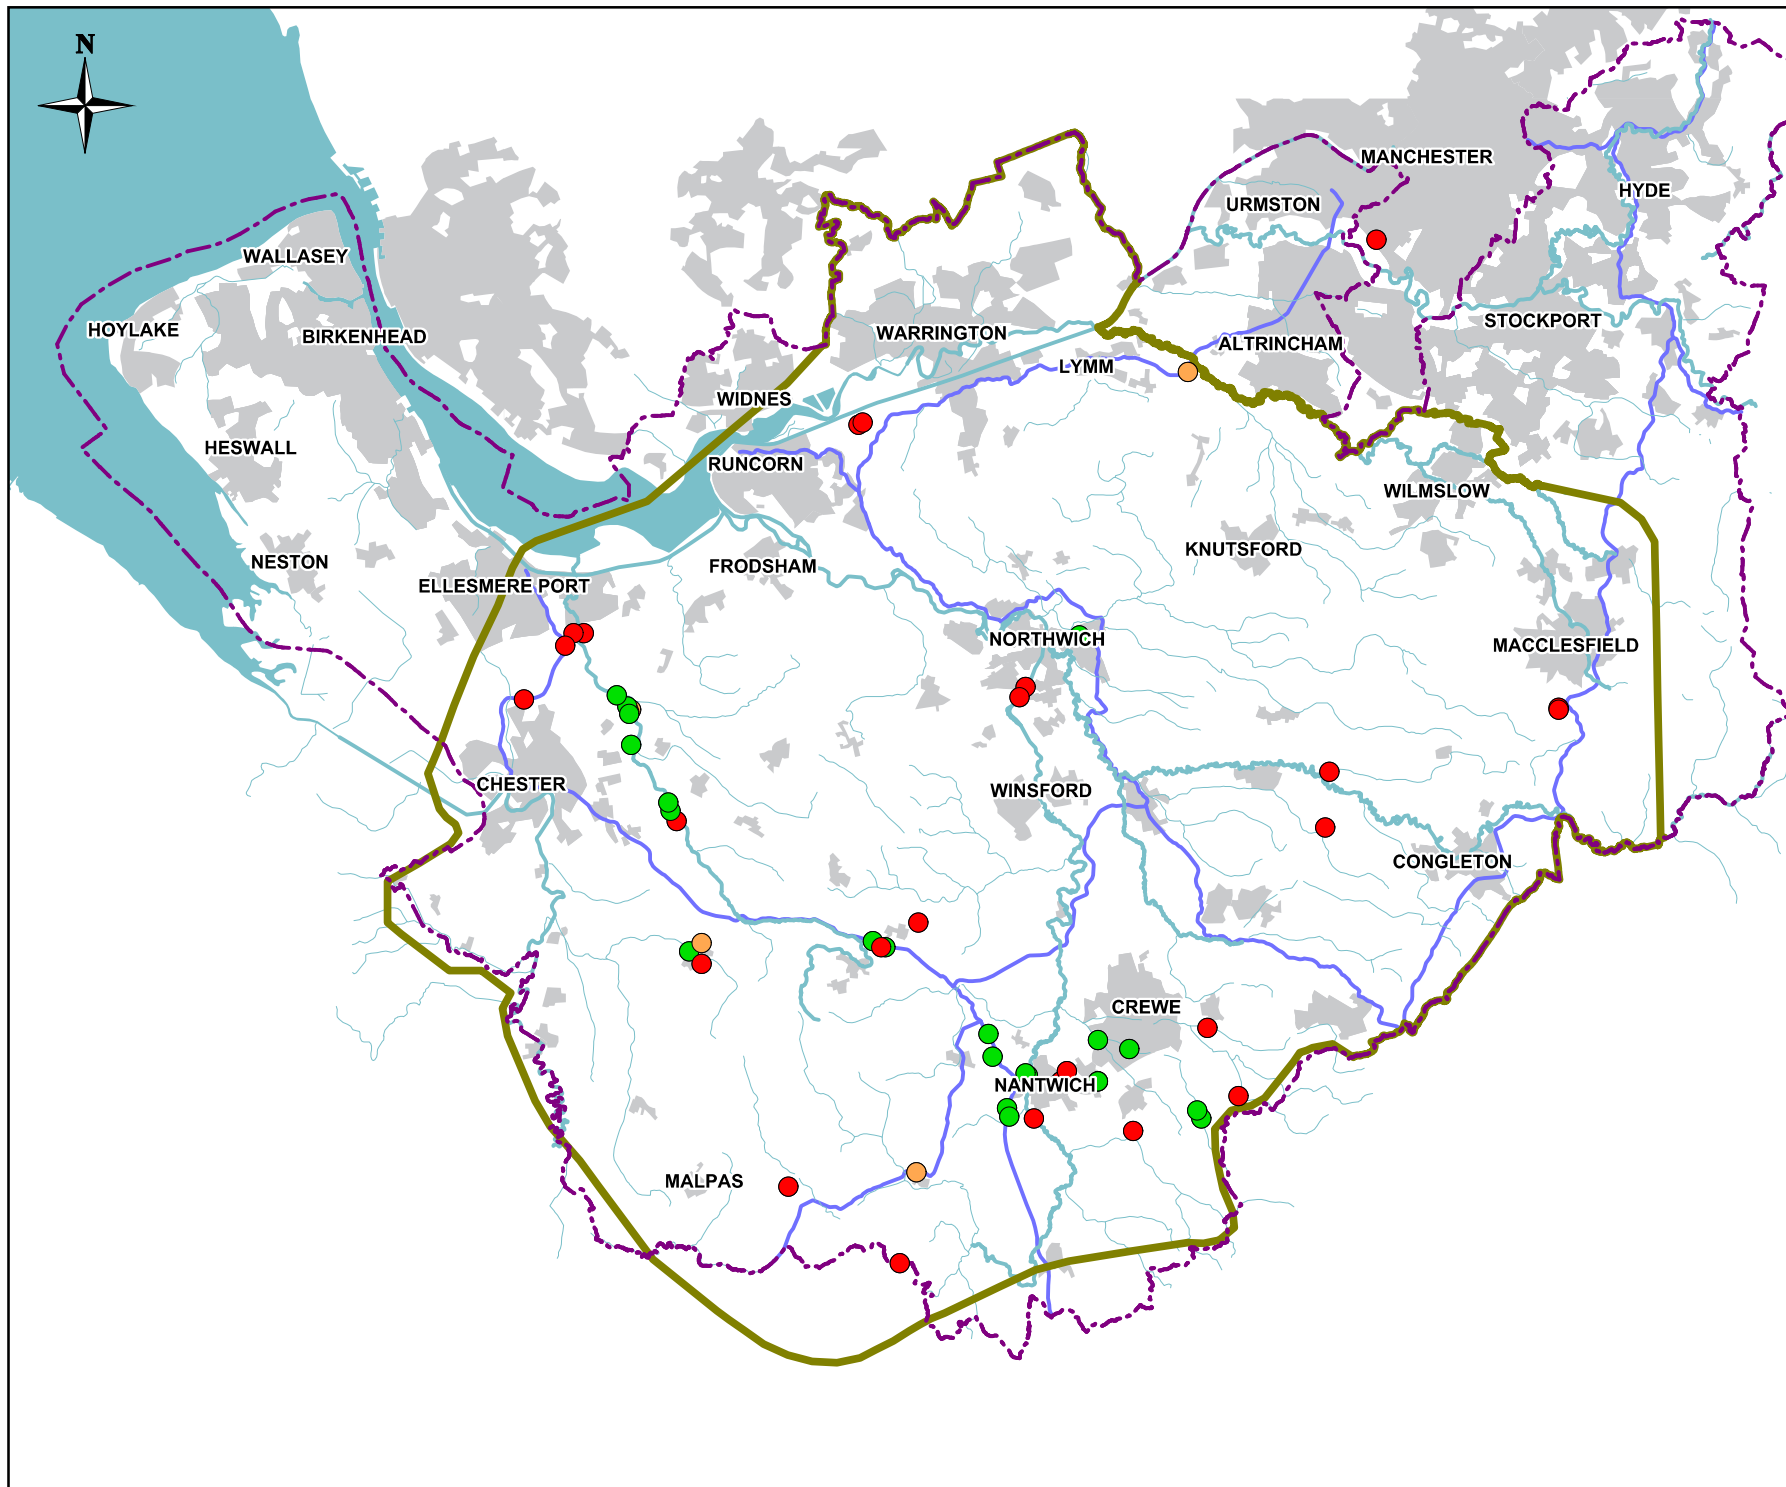 N
MANCHESTER
HYDE
URMSTON
WALLASEY
HOYLAKE
BIRKENHEAD
WARRINGTON
STOCKPORT
ALTRINCHAM
LYMM
WIDNES
HESWALL
RUNCORN
WILMSLOW
KNUTSFORD
NESTON
FRODSHAM
ELLESMERE PORT
NORTHWICH
MACCLESFIELD
CHESTER
WINSFORD
CONGLETON
CREWE
NANTWICH
MALPAS